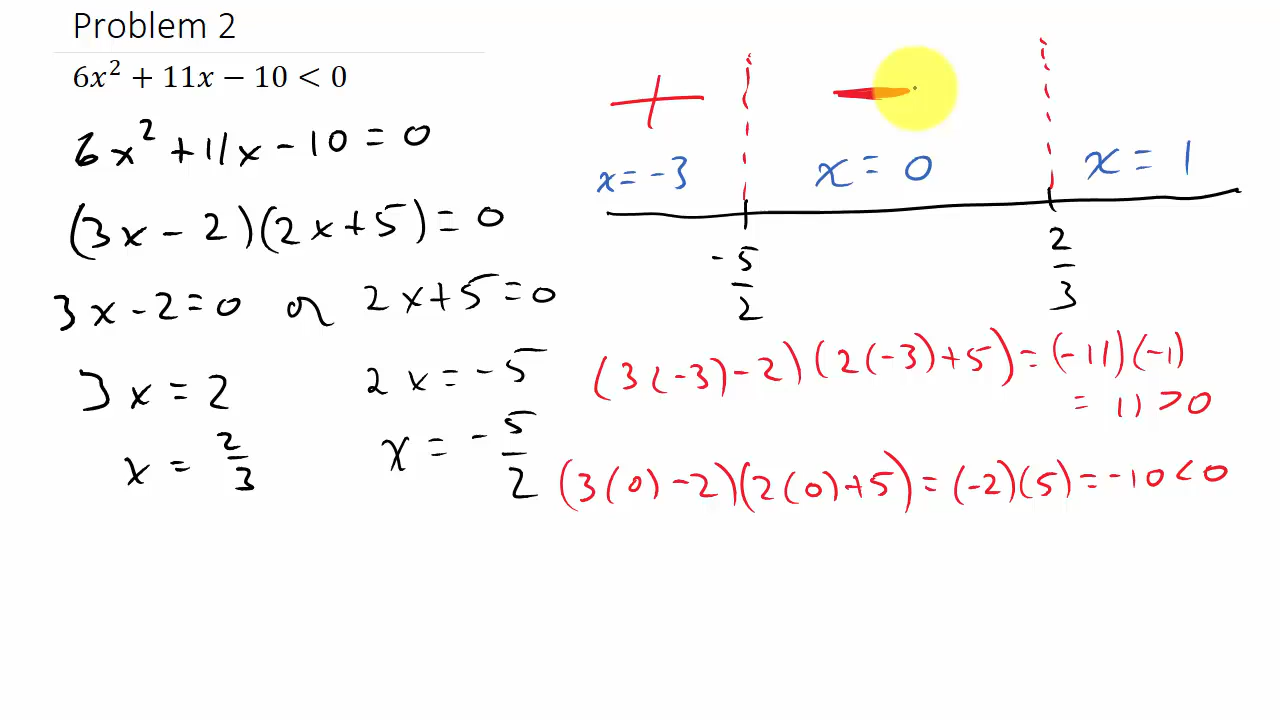 Problem 2
6x² + 11x − 10 < 0
6x² + 11x − 10 = 0
(3x − 2)(2x + 5) = 0
3x − 2 = 0 or 2x + 5 = 0
3x = 2
2x = −5
x = 2/3
x = −5/2
+ −
x = −3 x = 0 x = 1
−5/2 2/3
(3(−3) − 2)(2(−3) + 5) = (−11)(−1)
= 11 > 0
(3(0) − 2)(2(0) + 5) = (−2)(5) = −10 < 0